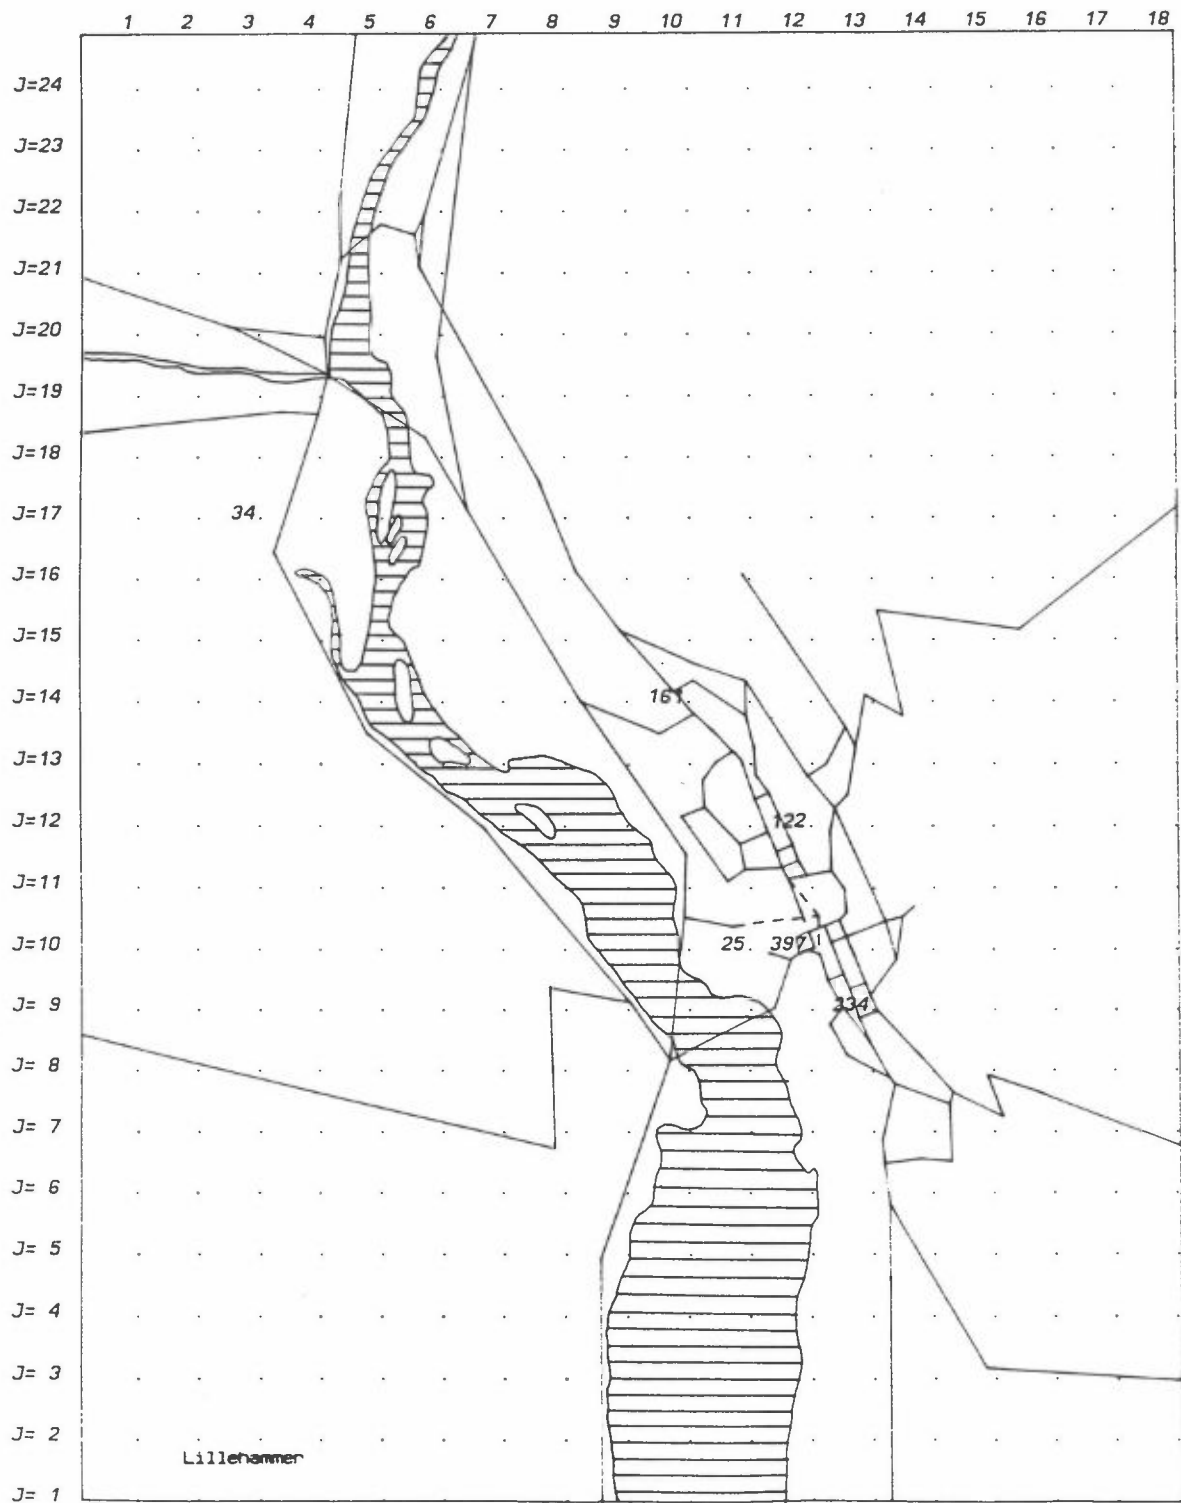 1 2 3 4 5 6 7 8 9 10 11 12 13 14 15 16 17 18
J=24
J=23
J=22
J=21
J=20
J=19
J=18
34. J=17
J=16
J=15
161. J=14
J=13
122. J=12
J=11
25. 397. J=10
334. J= 9
J= 8
J= 7
J= 6
J= 5
J= 4
J= 3
J= 2
Lillehammer
J= 1